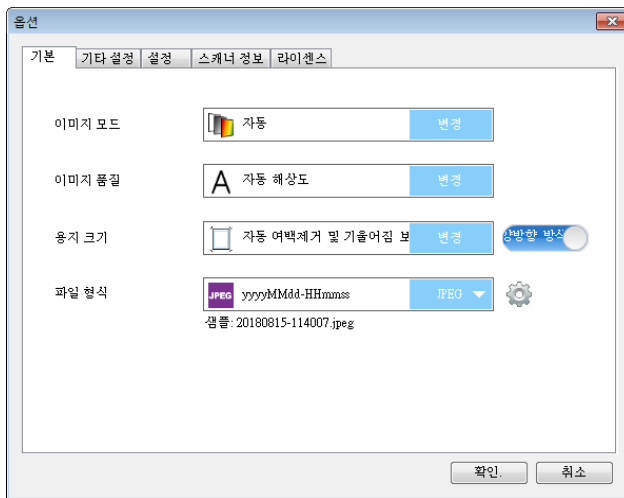 옵션
기본 기타 설정 설정 스캐너 정보 라이센스
이미지 모드 자동 변경
이미지 품질 A 자동 해상도 변경
용지 크기 자동 여백제거 및 기울어짐 보 변경 양방향 방식
파일 형식 JPEG yyyyMMdd-HHmmss JPEG
샘플: 20180815-114007.jpeg
확인. 취소